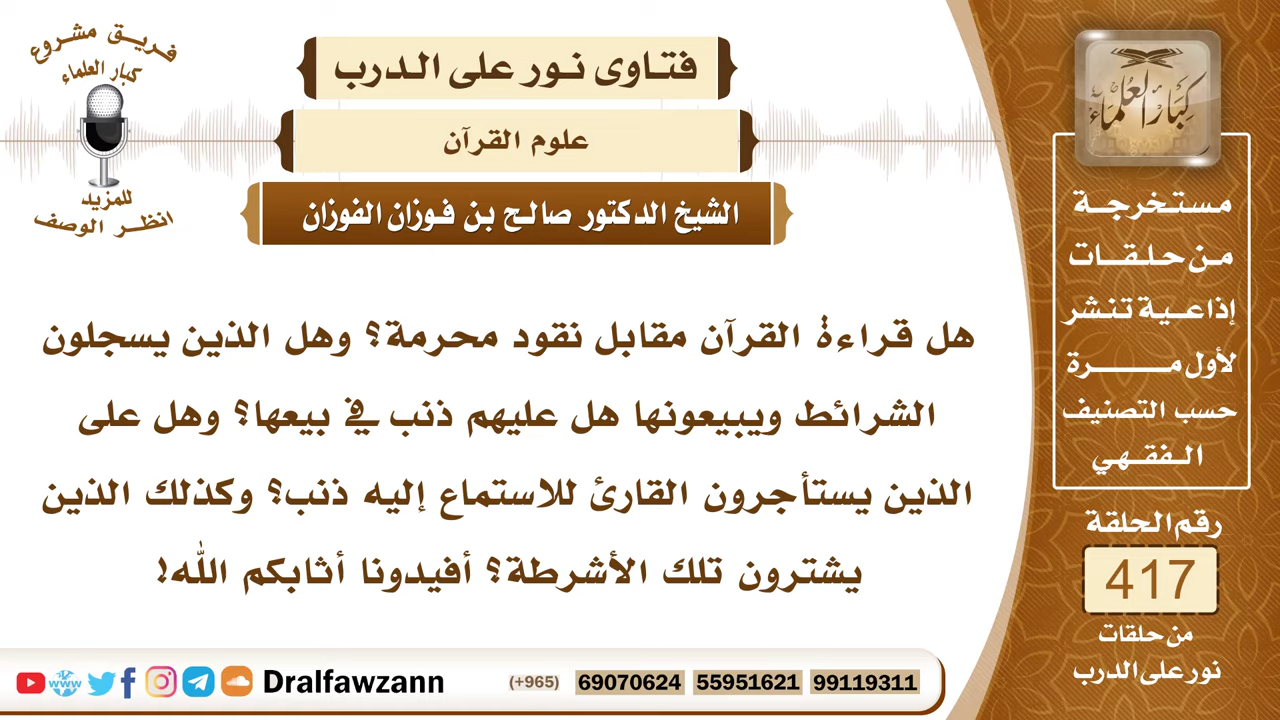 فريق مشروع
كبار العلماء
للمزيد
انظر الوصف
فتاوى نور على الدرب
علوم القرآن
الشيخ الدكتور صالح بن فوزان الفوزان
هل قراءة القرآن مقابل نقود محرمة؟ وهل الذين يسجلون
الشرائط ويبيعونها هل عليهم ذنب في بيعها؟ وهل على
الذين يستأجرون القارئ للاستماع إليه ذنب؟ وكذلك الذين
يشترون تلك الأشرطة؟ أفيدونا أثابكم الله!
كبار العلماء
مستخرجة
من حلقات
إذاعية تنشر
لأول مرة
حسب التصنيف
الفقهي
رقم الحلقة
417
من حلقات
نور على الدرب
www
Dralfawzann
(+965) 69070624 55951621 99119311